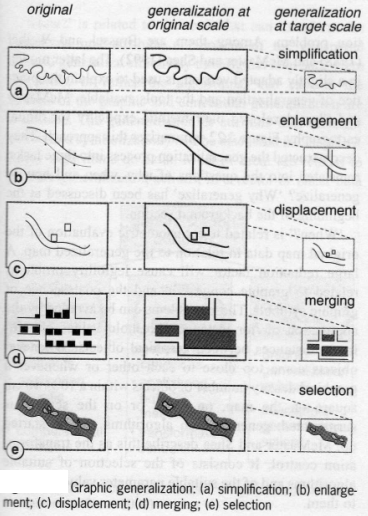 original
generalization at
original scale
generalization
at target scale
simplification
a
enlargement
b
displacement
c
merging
d
selection
e
Graphic generalization: (a) simplification; (b) enlarge-
ment; (c) displacement; (d) merging; (e) selection